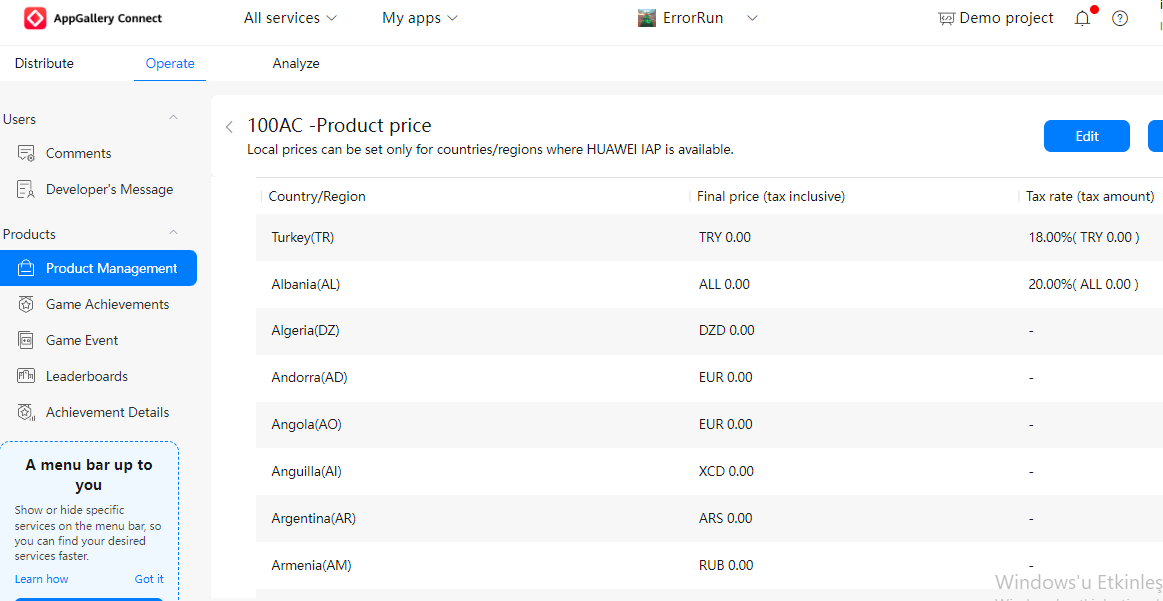 AppGallery Connect All services My apps ErrorRun Demo project
Distribute Operate Analyze
Users
Comments
Developer's Message
Products
Product Management
Game Achievements
Game Event
Leaderboards
Achievement Details
A menu bar up to
you
Show or hide specific
services on the menu bar, so
you can find your desired
services faster.
Learn how Got it
100AC -Product price
Edit
Local prices can be set only for countries/regions where HUAWEI IAP is available.
Country/Region Final price (tax inclusive) Tax rate (tax amount)
Turkey(TR) TRY 0.00 18.00%( TRY 0.00 )
Albania(AL) ALL 0.00 20.00%( ALL 0.00 )
Algeria(DZ) DZD 0.00 -
Andorra(AD) EUR 0.00 -
Angola(AO) EUR 0.00 -
Anguilla(AI) XCD 0.00 -
Argentina(AR) ARS 0.00 -
Armenia(AM) RUB 0.00 -
Windows'u Etkinleş